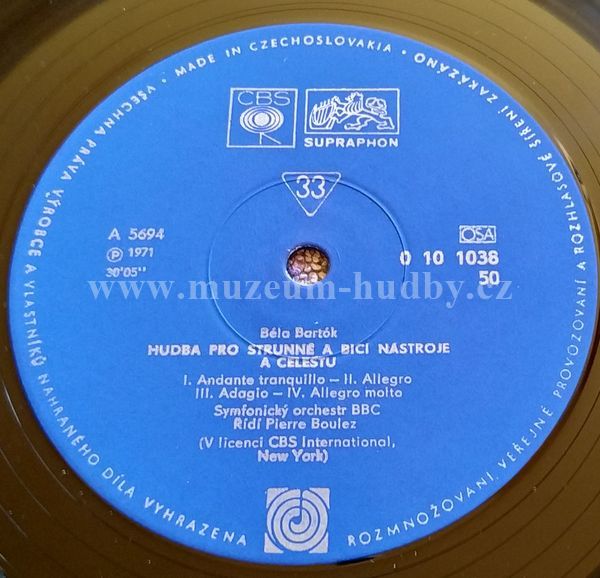 VŠECHNA PRÁVA VÝROBCE A VLASTNÍKŮ NAHRANÉHO DÍLA VYHRAZENA
ROZMNOŽOVÁNÍ, VEŘEJNÉ PROVOZOVÁNÍ A ROZHLASOVÉ ŠÍŘENÍ ZAKÁZÁNO • MADE IN CZECHOSLOVAKIA •
CBS
SUPRAPHON
33
A 5694
OSA
Ⓟ 1971
0 10 1038
30'05''
50
www.muzeum-hudby.cz
Béla Bartók
HUDBA PRO STRUNNÉ A BICÍ NÁSTROJE
A CELESTU
I. Andante tranquillo – II. Allegro
III. Adagio – IV. Allegro molto
Symfonický orchestr BBC
Řídí Pierre Boulez
(V licenci CBS International,
New York)